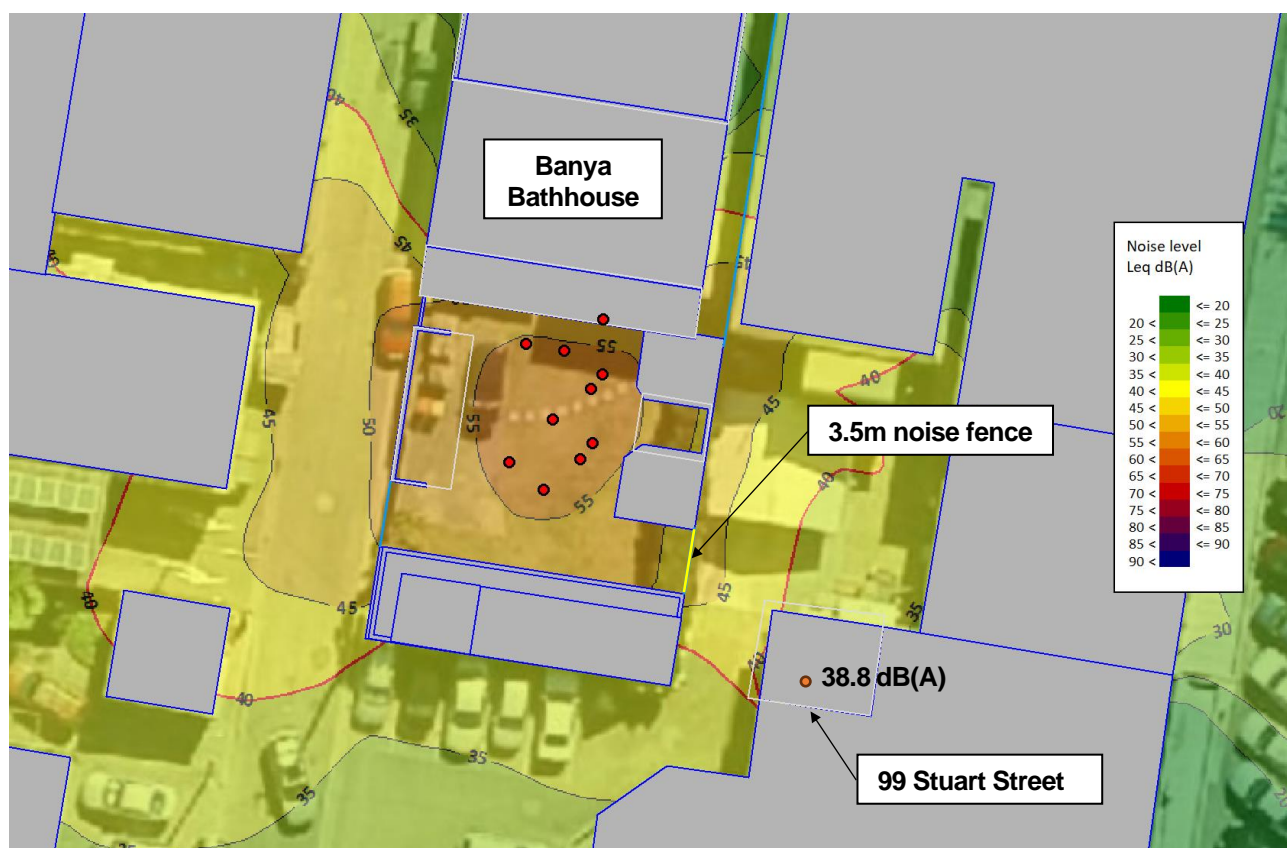 40
35
Banya
Bathhouse
45
45
50
55
55
50
45
45
40
40
3.5m noise fence
Noise level
Leq dB(A)
<= 20
20 < <= 25
25 < <= 30
30 < <= 35
35 < <= 40
40 < <= 45
45 < <= 50
50 < <= 55
55 < <= 60
60 < <= 65
65 < <= 70
70 < <= 75
75 < <= 80
80 < <= 85
85 < <= 90
90 <
55
40
45
45
35
30
40
40
38.8 dB(A)
35
35
99 Stuart Street